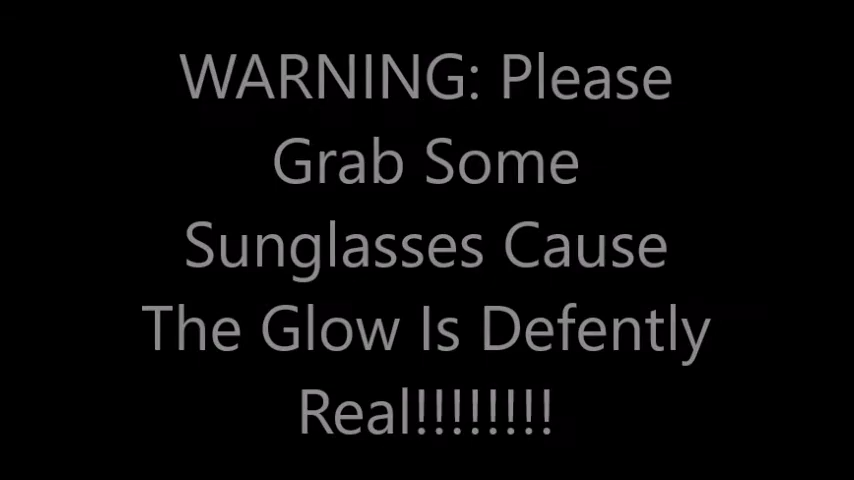 WARNING: Please
Grab Some
Sunglasses Cause
The Glow Is Defently
Real!!!!!!!!!